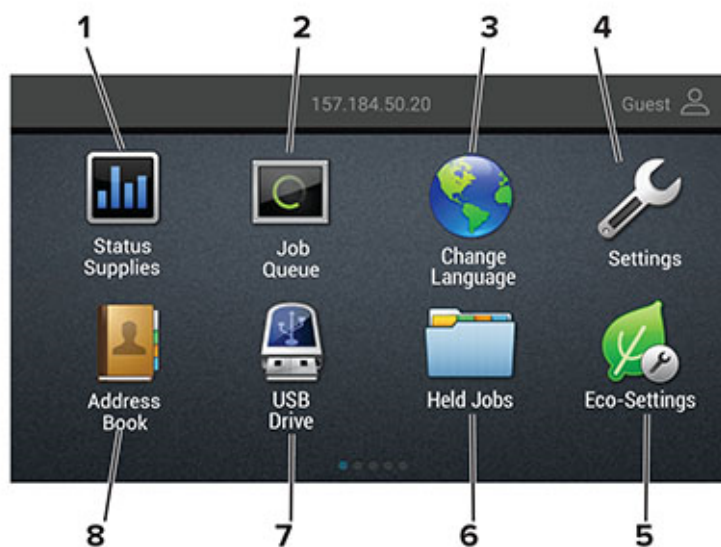 1 2 3 4
157.184.50.20 Guest
Status
Supplies
Job
Queue
Change
Language
Settings
Address
Book
USB
Drive
Held Jobs
Eco-Settings
8 7 6 5